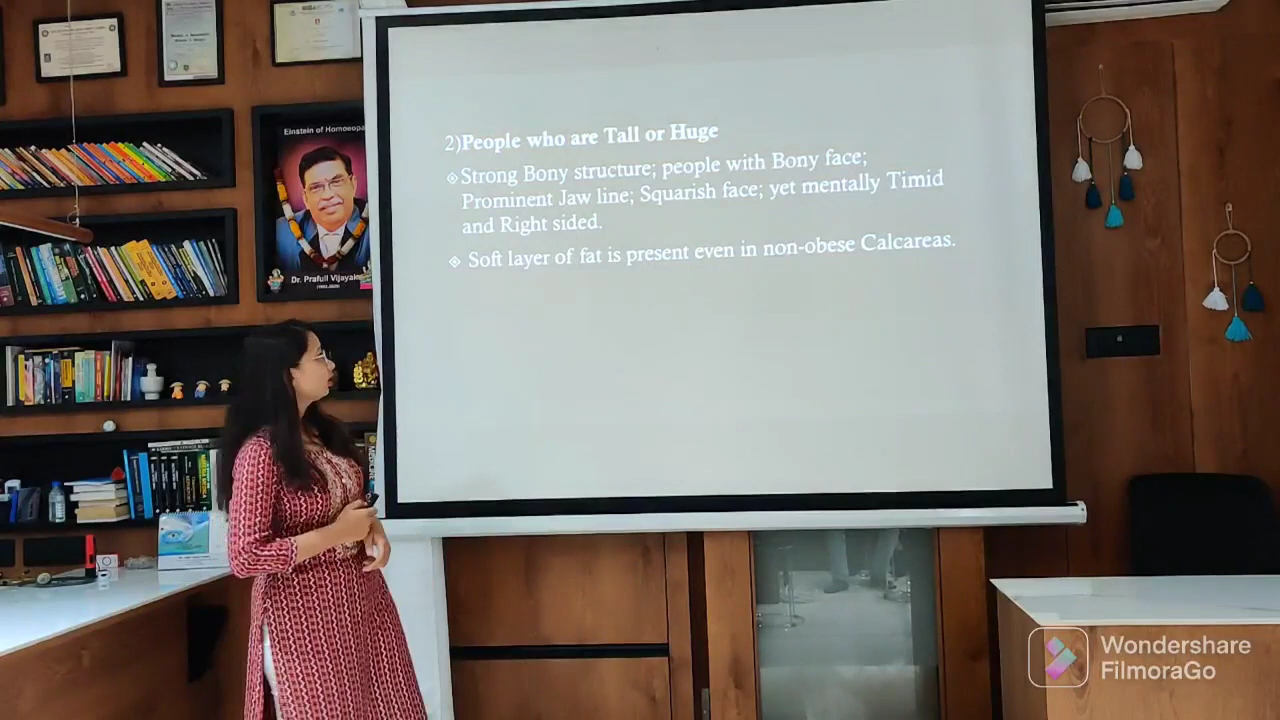 Einstein of Homoeopa
Dr. Prafull Vijayak
2)People who are Tall or Huge
Strong Bony structure; people with Bony face;
Prominent Jaw line; Squarish face; yet mentally Timid
and Right sided.
Soft layer of fat is present even in non-obese Calcareas.
Wondershare
FilmoraGo